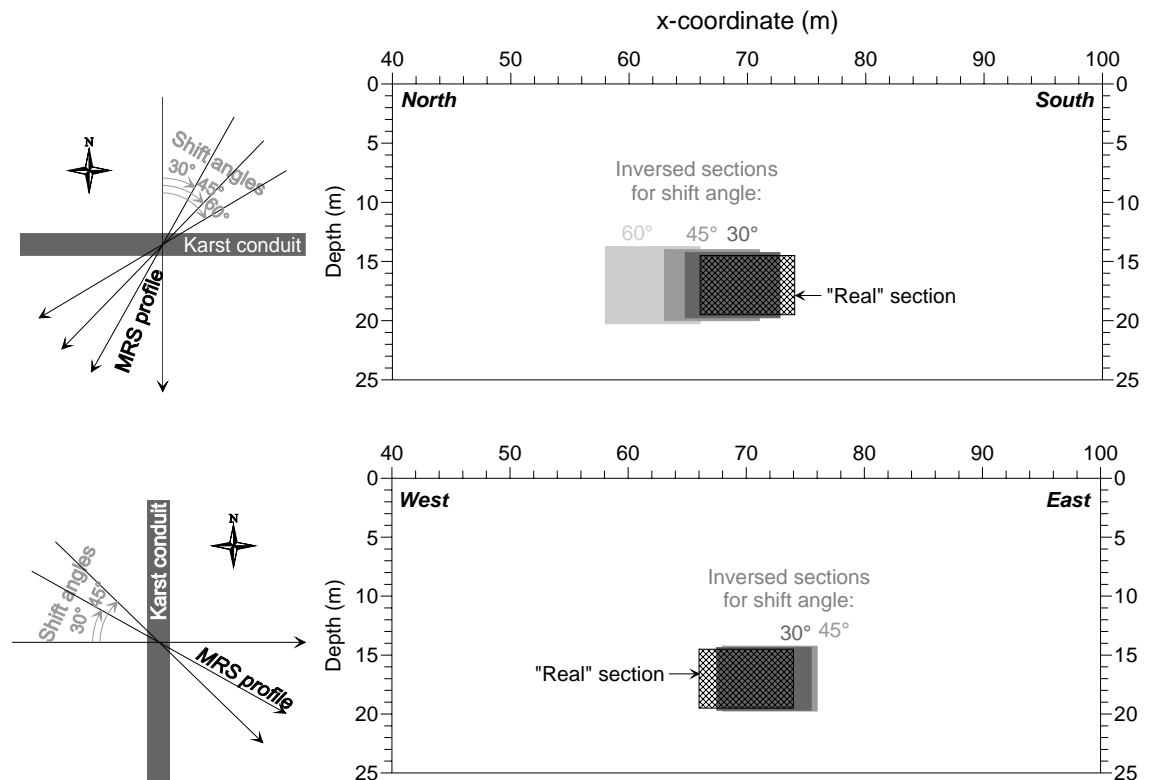 x-coordinate (m)
40 50 60 70 80 90 100
North South
0 0
5 5
10 10
15 15
20 20
25 25
Depth (m)
Inversed sections
for shift angle:
60° 45° 30°
"Real" section
N
Shift angles
30° 45°
60°
Karst conduit
MRS profile
40 50 60 70 80 90 100
West East
0 0
5 5
10 10
15 15
20 20
25 25
Depth (m)
Inversed sections
for shift angle:
30° 45°
"Real" section
N
Karst conduit
Shift angles
30° 45°
MRS profile